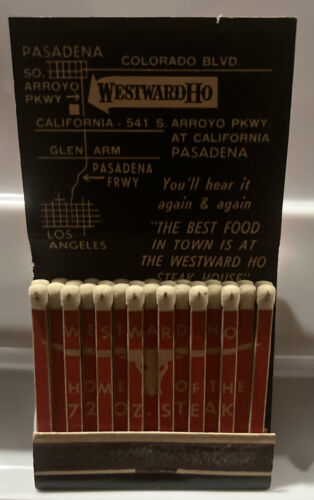 PASADENA
COLORADO BLVD.
SO.
ARROYO
PKWY
WESTWARD HO
CALIFORNIA - 541 S. ARROYO PKWY.
AT CALIFORNIA
PASADENA
GLEN ARM
PASADENA
FRWY
LOS
ANGELES
You'll hear it
again & again
"THE BEST FOOD
IN TOWN IS AT
THE WESTWARD HO
STEAK HOUSE"
WESTWARD HO
HOME OF THE
72 OZ. STEAK